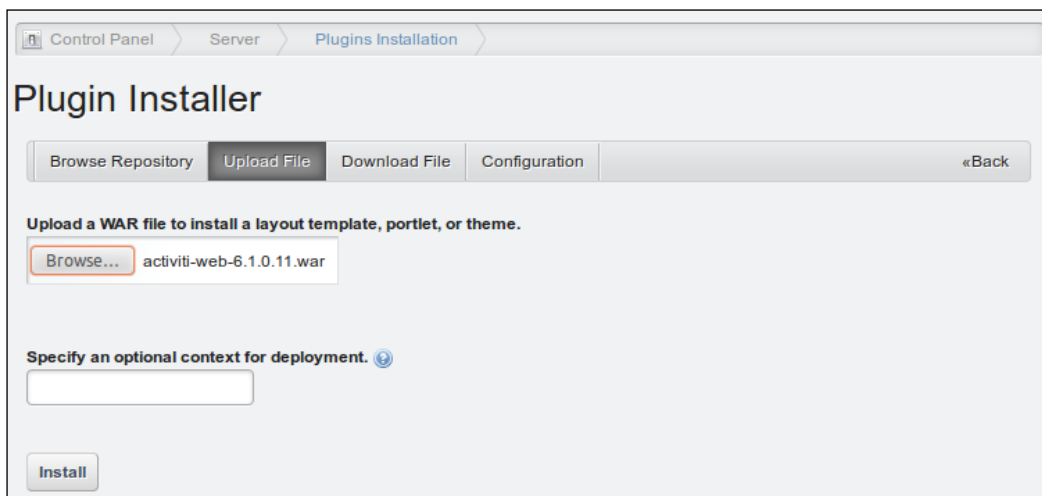 Control Panel Server Plugins Installation
Plugin Installer
Browse Repository Upload File Download File Configuration «Back
Upload a WAR file to install a layout template, portlet, or theme.
Browse... activiti-web-6.1.0.11.war
Specify an optional context for deployment.
Install